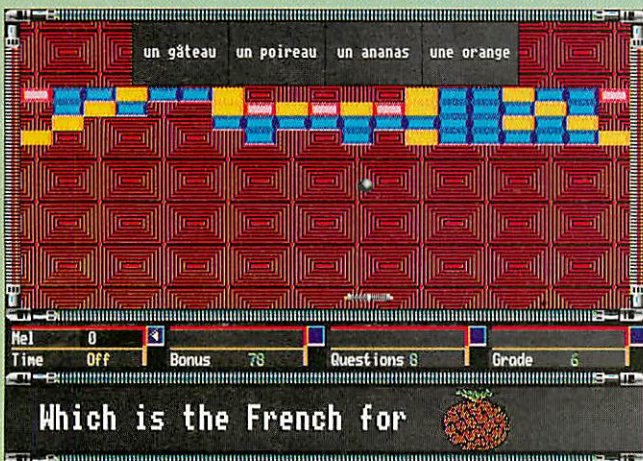 un gâteau un poireau un ananas une orange
Mel 0
Time Off Bonus 78 Questions 8 Grade 6
Which is the French for